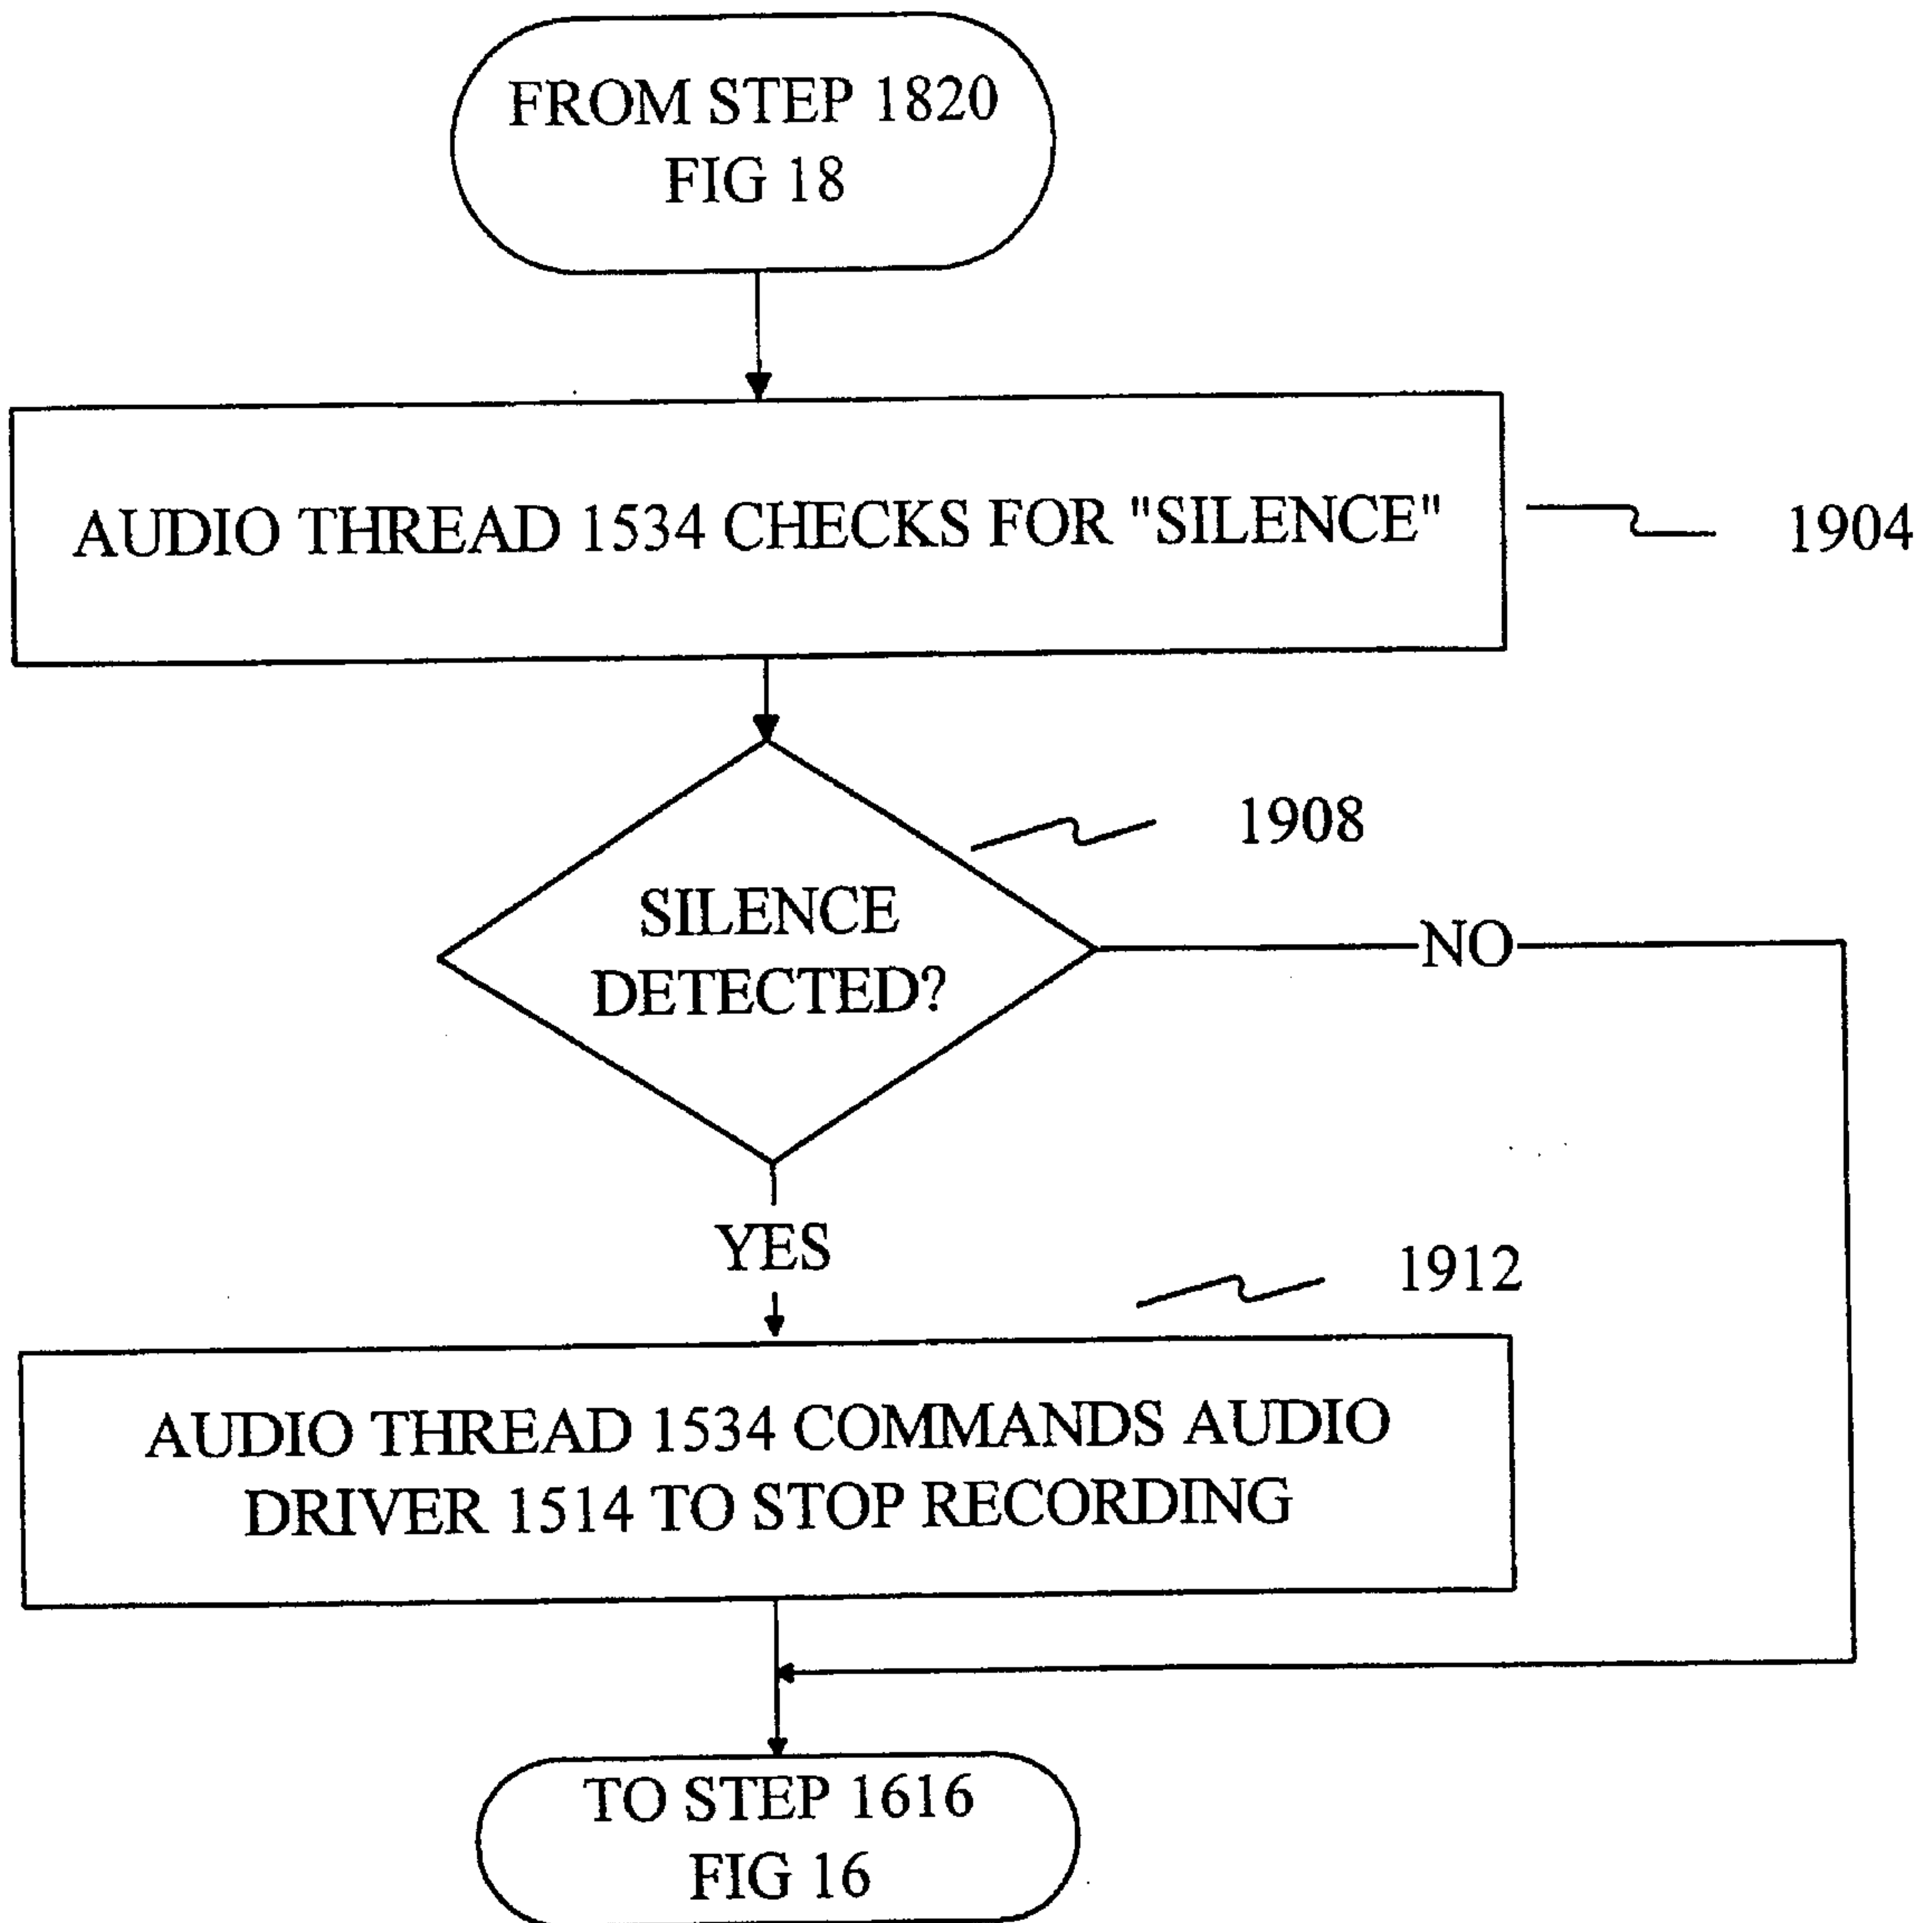 FROM STEP 1820
FIG 18
AUDIO THREAD 1534 CHECKS FOR "SILENCE"
1904
1908
SILENCE
DETECTED?
NO
YES
1912
AUDIO THREAD 1534 COMMANDS AUDIO
DRIVER 1514 TO STOP RECORDING
TO STEP 1616
FIG 16